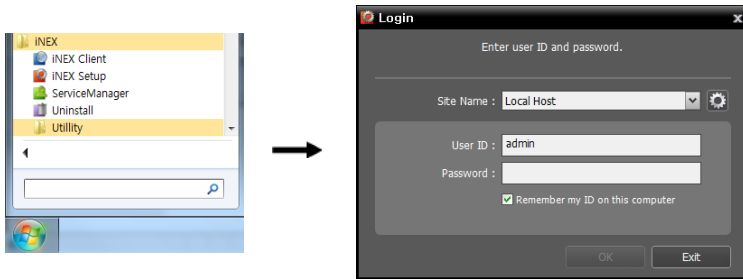 iNEX
iNEX Client
iNEX Setup
ServiceManager
Uninstall
Utillity
Login
x
Enter user ID and password.
Site Name : Local Host
User ID : admin
Password :
Remember my ID on this computer
OK Exit